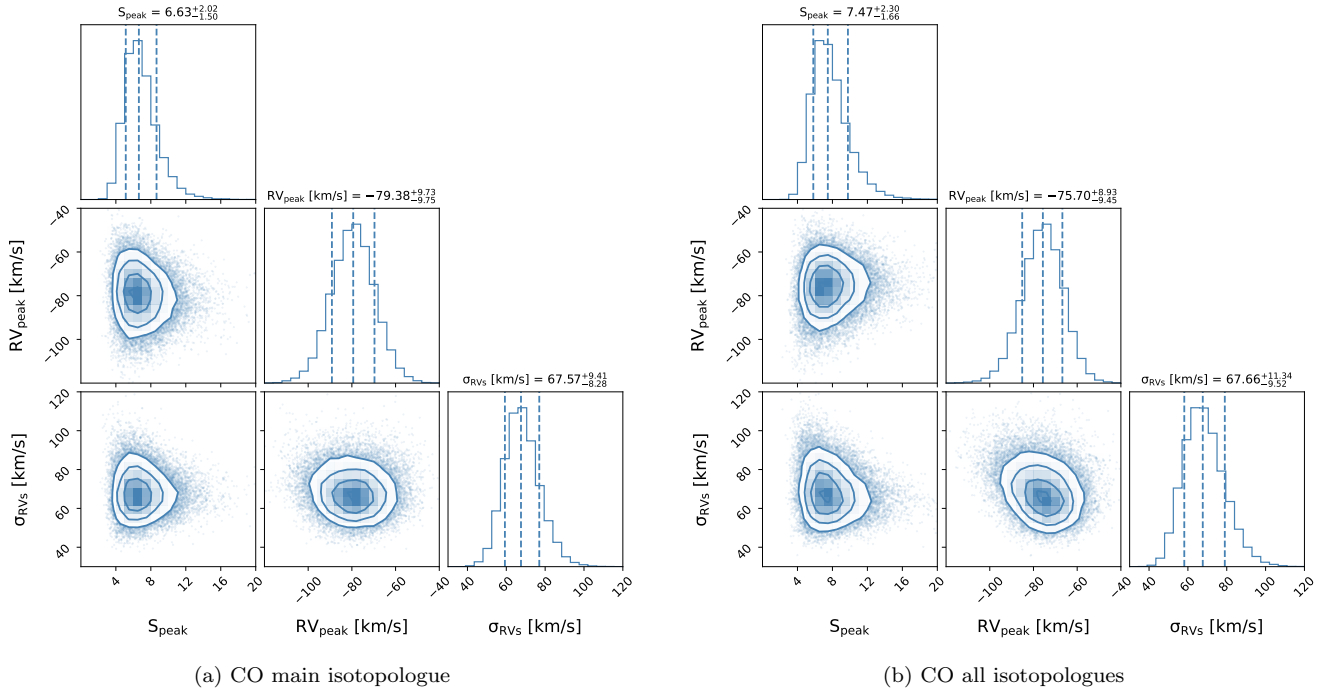 S_peak = 6.63^{+2.02}_{-1.50}
RV_peak [km/s] = −79.38^{+9.73}_{−9.75}
σ_RVs [km/s] = 67.57^{+9.41}_{−8.28}
RV_peak [km/s]
−40
−60
−80
−100
σ_RVs [km/s]
120
100
80
60
40
4 8 12 16 20
−100 −80 −60 −40
40 60 80 100 120
S_peak RV_peak [km/s] σ_RVs [km/s]
(a) CO main isotopologue
S_peak = 7.47^{+2.30}_{−1.66}
RV_peak [km/s] = −75.70^{+8.93}_{−9.45}
σ_RVs [km/s] = 67.66^{+11.34}_{−9.52}
RV_peak [km/s]
−40
−60
−80
−100
σ_RVs [km/s]
120
100
80
60
40
4 8 12 16 20
−100 −80 −60 −40
40 60 80 100 120
S_peak RV_peak [km/s] σ_RVs [km/s]
(b) CO all isotopologues